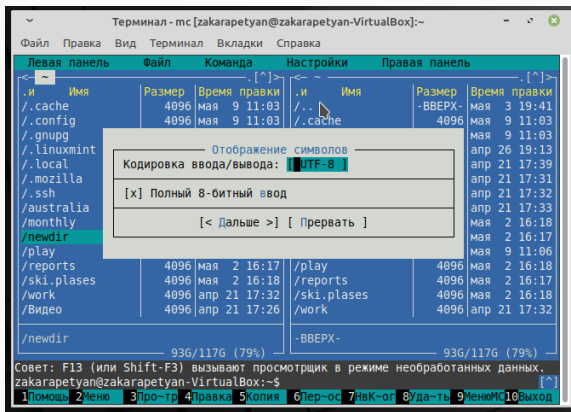 Терминал - mc [zakarapetyan@zakarapetyan-VirtualBox]:~
Файл Правка Вид Терминал Вкладки Справка
Левая панель Файл Команда Настройки Правая панель
<─ ~ ─.[^]> <─ ~ ─.[^]>
.и Имя Размер Время правки .и Имя Размер Время правки
/.cache 4096 мая 9 11:03 /.. -ВВЕРХ- мая 3 19:41
/.config 4096 мая 9 11:03 /.cache 4096 мая 9 11:03
/.gnupg мая 9 11:03
/.linuxmint Отображение символов апр 26 19:13
/.local Кодировка ввода/вывода: [ UTF-8 ] апр 21 17:39
/.mozilla апр 21 17:31
/.ssh [x] Полный 8-битный ввод апр 21 17:32
/australia апр 21 17:33
/monthly [< Дальше >] [ Прервать ] мая 2 16:18
/newdir мая 2 16:17
/play мая 9 11:06
/reports 4096 мая 2 16:17 /play 4096 мая 2 16:18
/ski.plases 4096 мая 2 16:18 /reports 4096 мая 2 16:17
/work 4096 апр 21 17:32 /ski.plases 4096 мая 2 16:18
/Видео 4096 апр 21 17:26 /work 4096 апр 21 17:32
/newdir -ВВЕРХ-
93G/117G (79%) 93G/117G (79%)
Совет: F13 (или Shift-F3) вызывают просмотрщик в режиме необработанных данных.
zakarapetyan@zakarapetyan-VirtualBox:~$ [^]
1Помощь 2Меню 3Про~тр 4Правка 5Копия 6Пер~ос 7НвК~ог 8Уда~ть 9МенюMC 10Выход